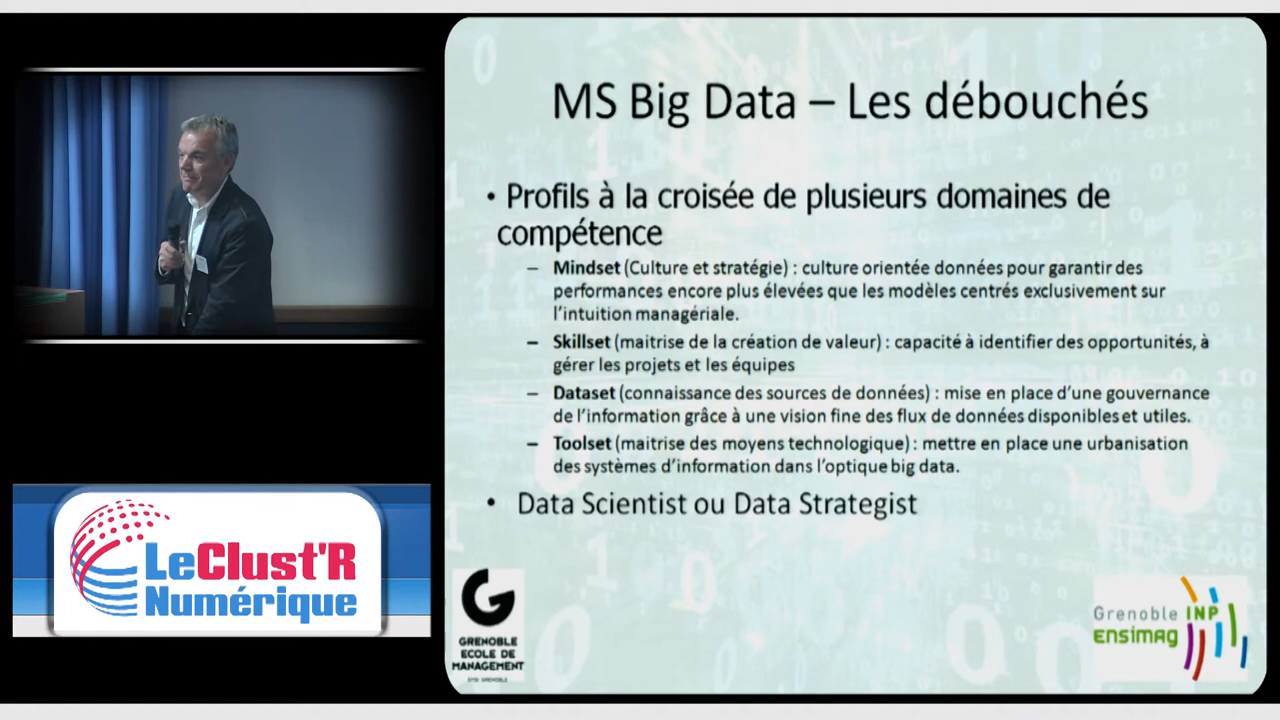 MS Big Data – Les débouchés
• Profils à la croisée de plusieurs domaines de
compétence
– Mindset (Culture et stratégie) : culture orientée données pour garantir des
performances encore plus élevées que les modèles centrés exclusivement sur
l'intuition managériale.
– Skillset (maitrise de la création de valeur) : capacité à identifier des opportunités, à
gérer les projets et les équipes
– Dataset (connaissance des sources de données) : mise en place d'une gouvernance
de l'information grâce à une vision fine des flux de données disponibles et utiles.
– Toolset (maitrise des moyens technologique) : mettre en place une urbanisation
des systèmes d'information dans l'optique big data.
• Data Scientist ou Data Strategist
LeClust'R
Numérique
GRENOBLE
ECOLE DE
MANAGEMENT
Grenoble INP
ensimag